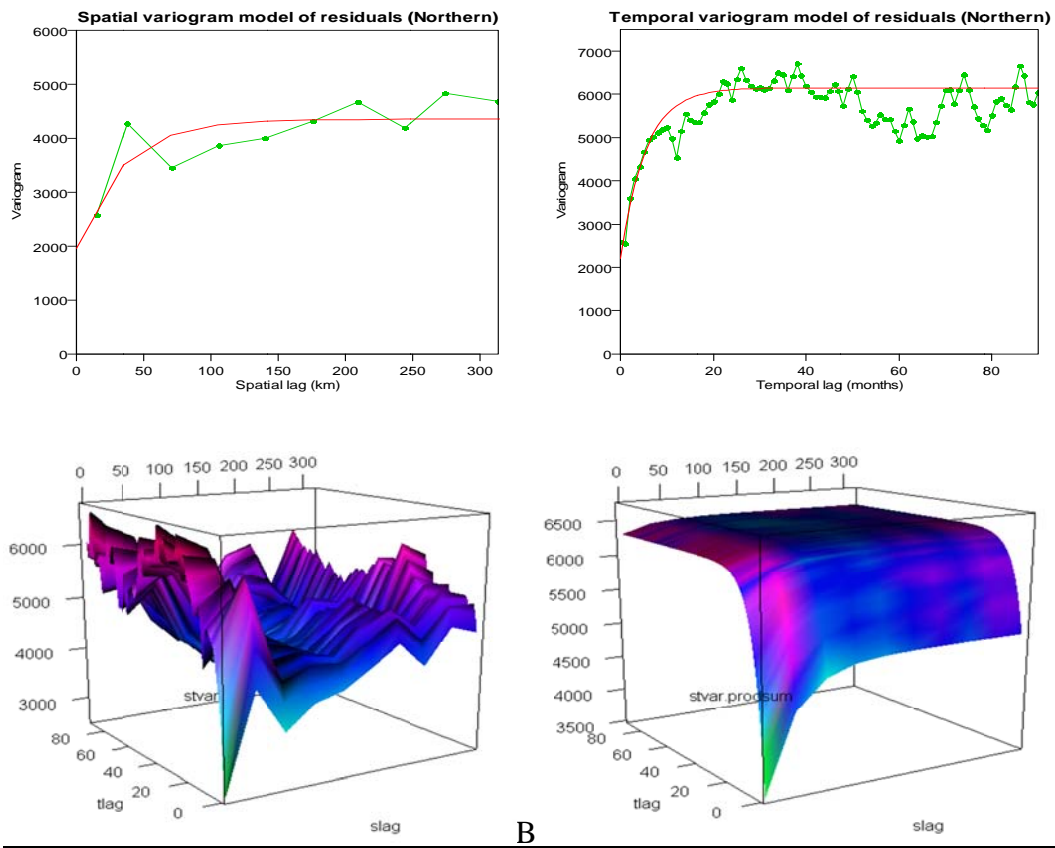 Spatial variogram model of residuals (Northern)
6000
5000
4000
3000
2000
1000
0
Variogram
0 50 100 150 200 250 300
Spatial lag (km)
Temporal variogram model of residuals (Northern)
7000
6000
5000
4000
3000
2000
1000
0
Variogram
0 20 40 60 80
Temporal lag (months)
0 50 100 150 200 250 300
6000
5000
4000
3000
stvar
80
60
40
20
0
tlag
slag
0 50 100 150 200 250 300
6500
6000
5500
5000
4500
4000
3500
stvar.prodsum
80
60
40
20
0
tlag
slag
B